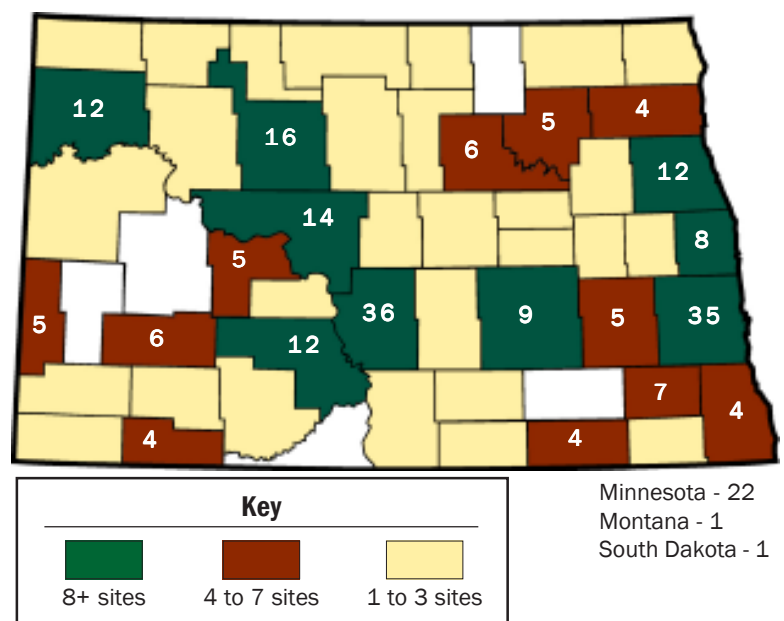 12
16
6
5
4
12
14
5
8
5
6
36
9
5
35
12
7
4
4
4
Minnesota - 22
Montana - 1
South Dakota - 1
Key
8+ sites
4 to 7 sites
1 to 3 sites